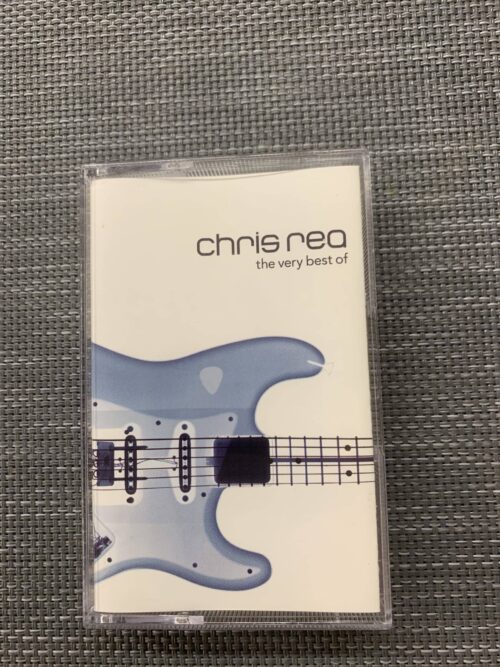 chris rea
the very best of